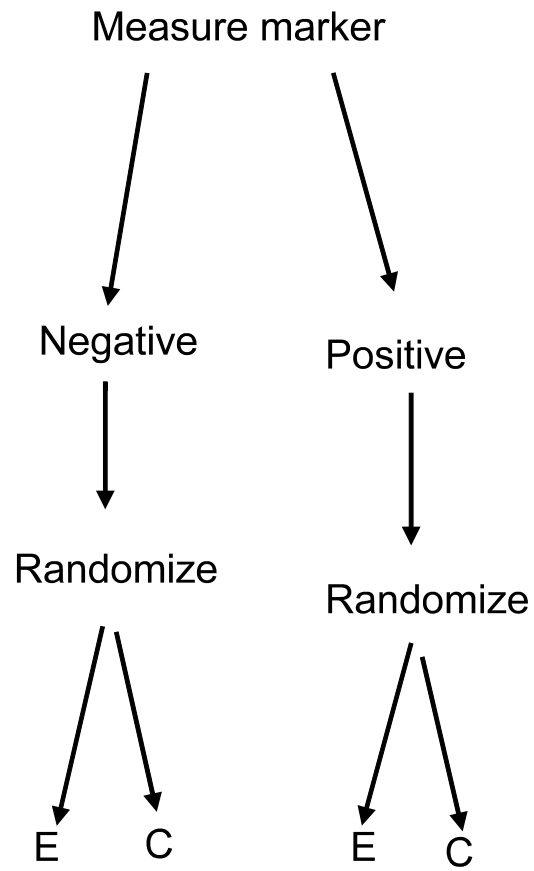 Measure marker
Negative
Positive
Randomize
Randomize
E
C
E
C